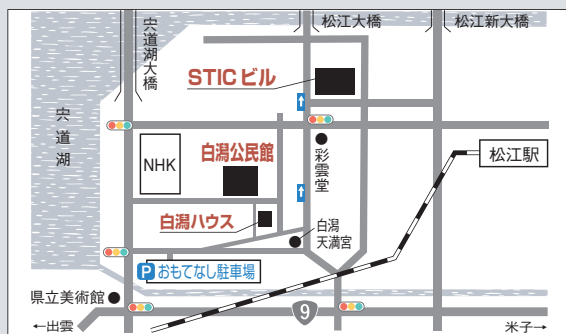 宍道湖大橋
松江大橋
松江新大橋
STICビル
宍道湖
NHK
白潟公民館
彩雲堂
松江駅
白潟ハウス
白潟
天満宮
P おもてなし駐車場
県立美術館
9
←出雲
米子→